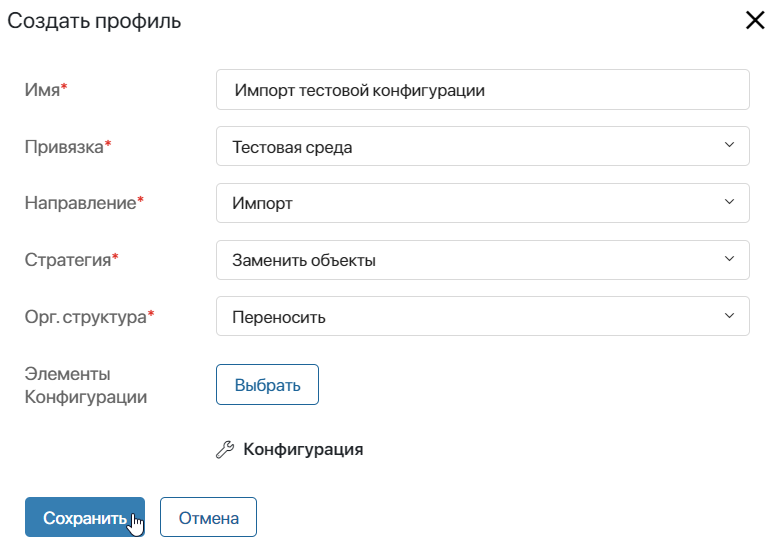 Создать профиль
Имя*
Импорт тестовой конфигурации
Привязка*
Тестовая среда
Направление*
Импорт
Стратегия*
Заменить объекты
Орг. структура*
Переносить
Элементы
Конфигурации
Выбрать
Конфигурация
Сохранить
Отмена